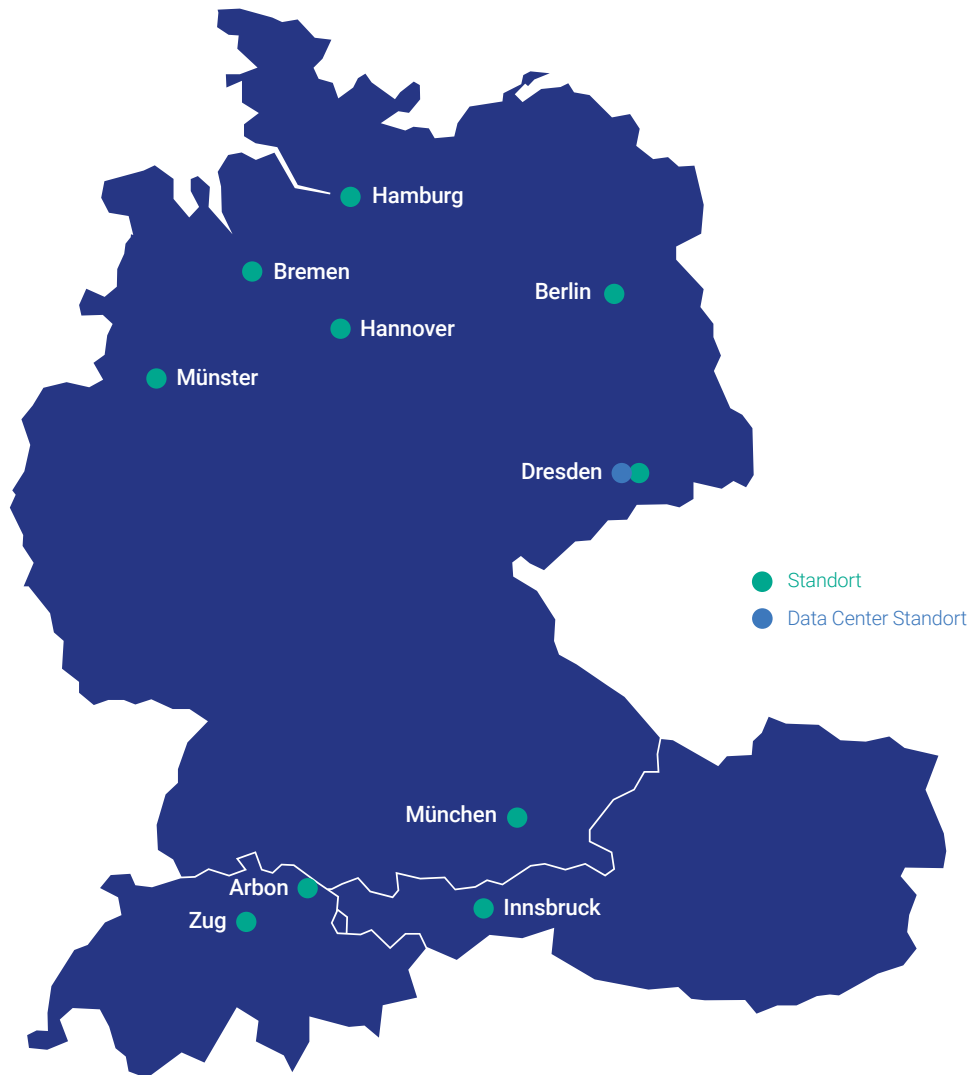 Hamburg
Bremen
Berlin
Hannover
Münster
Dresden
Standort
Data Center Standort
München
Arbon
Innsbruck
Zug